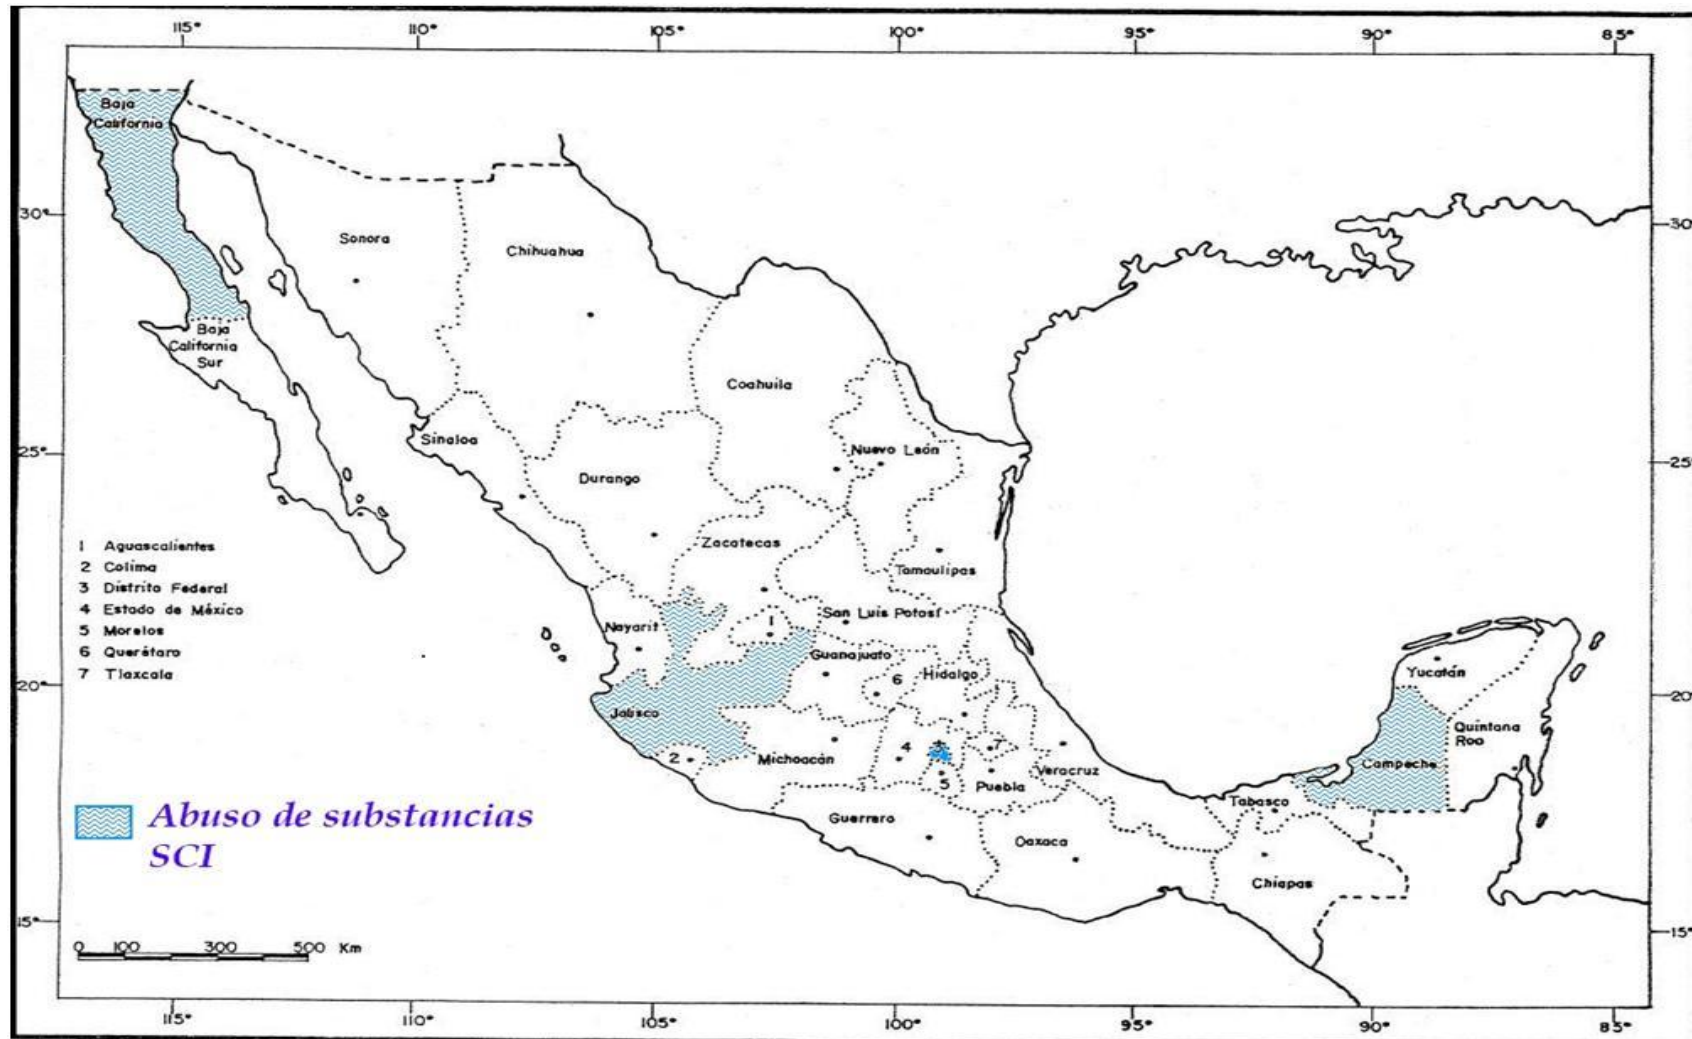 115°
110°
105°
100°
95°
90°
85°
Baja
California
30°
30°
Sonora
Chihuahua
Baja
California
Sur
Coahuila
Sinaloa
Nuevo León
25°
25°
Durango
Zacatecas
Tamaulipas
1 Aguascalientes
2 Colima
3 Distrito Federal
4 Estado de México
5 Morelos
6 Querétaro
7 Tlaxcala
San Luis Potosí
Nayarit
1
Guanajuato
Hidalgo
6
Yucatán
20°
20°
Jalisco
Quintana
Roo
2
Michoacán
4
7
Veracruz
Campeche
5
Puebla
Tabasco
Guerrero
Oaxaca
Chiapas
Abuso de substancias
SCI
15°
15°
0 100 300 500 Km
115°
110°
105°
100°
95°
90°
85°